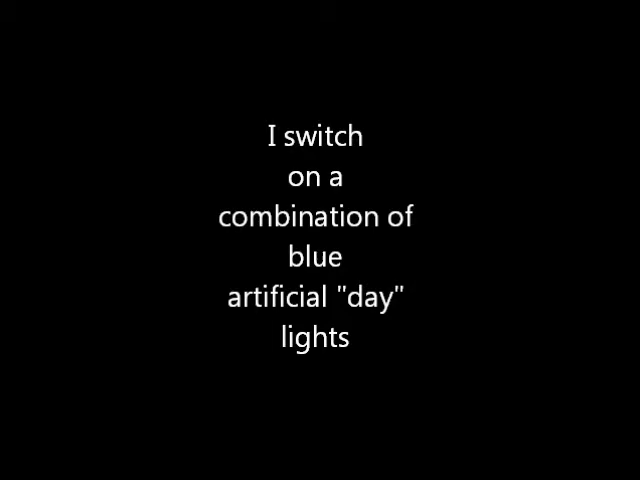 I switch
on a
combination of
blue
artificial "day"
lights